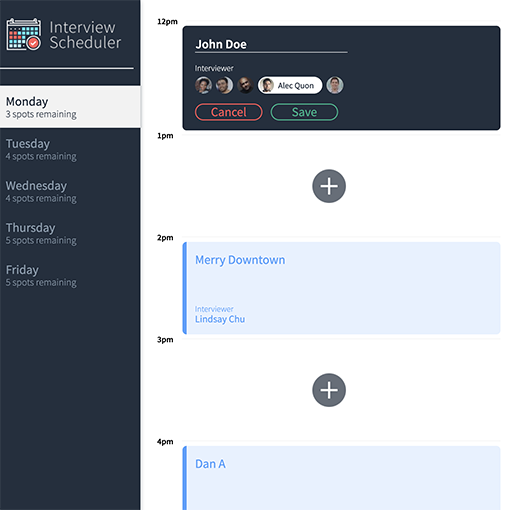 Interview
Scheduler
Monday
3 spots remaining
Tuesday
4 spots remaining
Wednesday
4 spots remaining
Thursday
5 spots remaining
Friday
5 spots remaining
12pm
John Doe
Interviewer
Alec Quon
Cancel
Save
1pm
2pm
Merry Downtown
Interviewer
Lindsay Chu
3pm
4pm
Dan A